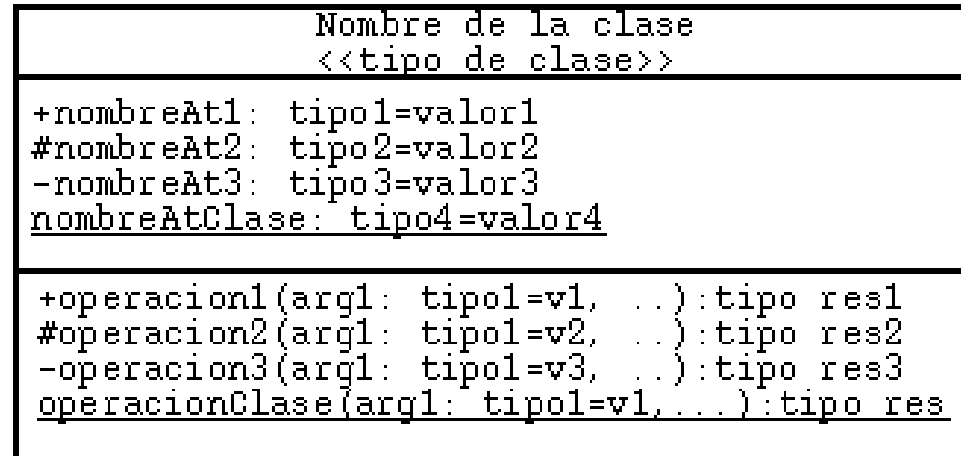 Nombre de la clase
<<tipo de clase>>
+nombreAt1: tipo1=valor1
#nombreAt2: tipo2=valor2
-nombreAt3: tipo3=valor3
nombreAtClase: tipo4=valor4
+operacion1(arg1: tipo1=v1, ..):tipo res1
#operacion2(arg1: tipo1=v2, ..):tipo res2
-operacion3(arg1: tipo1=v3, ..):tipo res3
operacionClase(arg1: tipo1=v1,...):tipo res